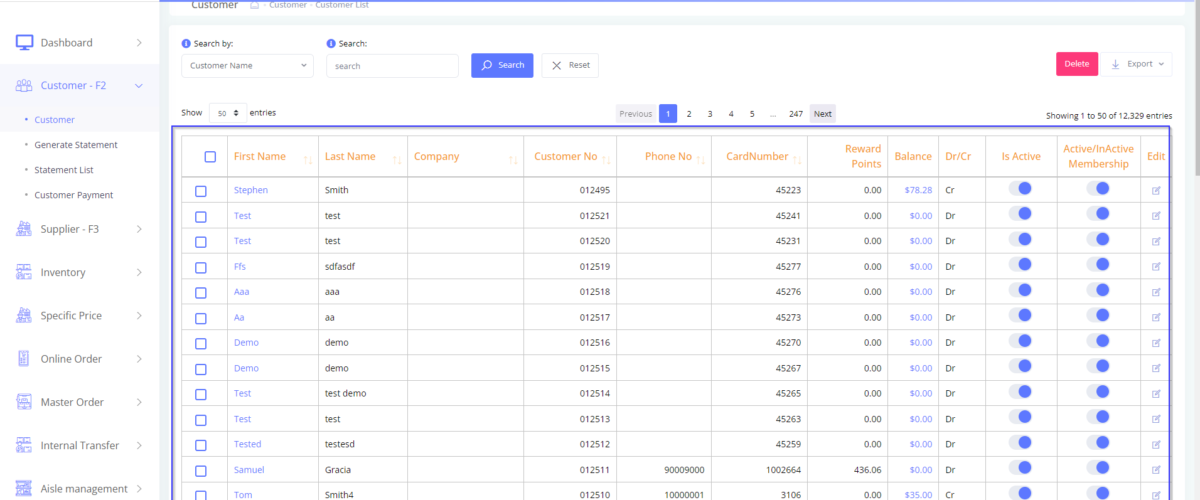 Customer - Customer - Customer List
Dashboard
Customer - F2
Customer
Generate Statement
Statement List
Customer Payment
Supplier - F3
Inventory
Specific Price
Online Order
Master Order
Internal Transfer
Aisle management
Search by: Search:
Customer Name search Search Reset Delete Export
Show 50 entries Previous 1 2 3 4 5 ... 247 Next Showing 1 to 50 of 12,329 entries
First Name Last Name Company Customer No Phone No CardNumber Reward Points Balance Dr/Cr Is Active Active/InActive Membership Edit
Stephen Smith 012495 45223 0.00 $78.28 Cr
Test test 012521 45241 0.00 $0.00 Dr
Test test 012520 45231 0.00 $0.00 Dr
Ffs sdfasdf 012519 45277 0.00 $0.00 Dr
Aaa aaa 012518 45276 0.00 $0.00 Dr
Aa aa 012517 45273 0.00 $0.00 Dr
Demo demo 012516 45270 0.00 $0.00 Dr
Demo demo 012515 45267 0.00 $0.00 Dr
Test test demo 012514 45265 0.00 $0.00 Dr
Test test 012513 45263 0.00 $0.00 Dr
Tested testesd 012512 45259 0.00 $0.00 Dr
Samuel Gracia 012511 90009000 1002664 436.06 $0.00 Dr
Tom Smith4 012510 10000001 3106 0.00 $35.00 Cr